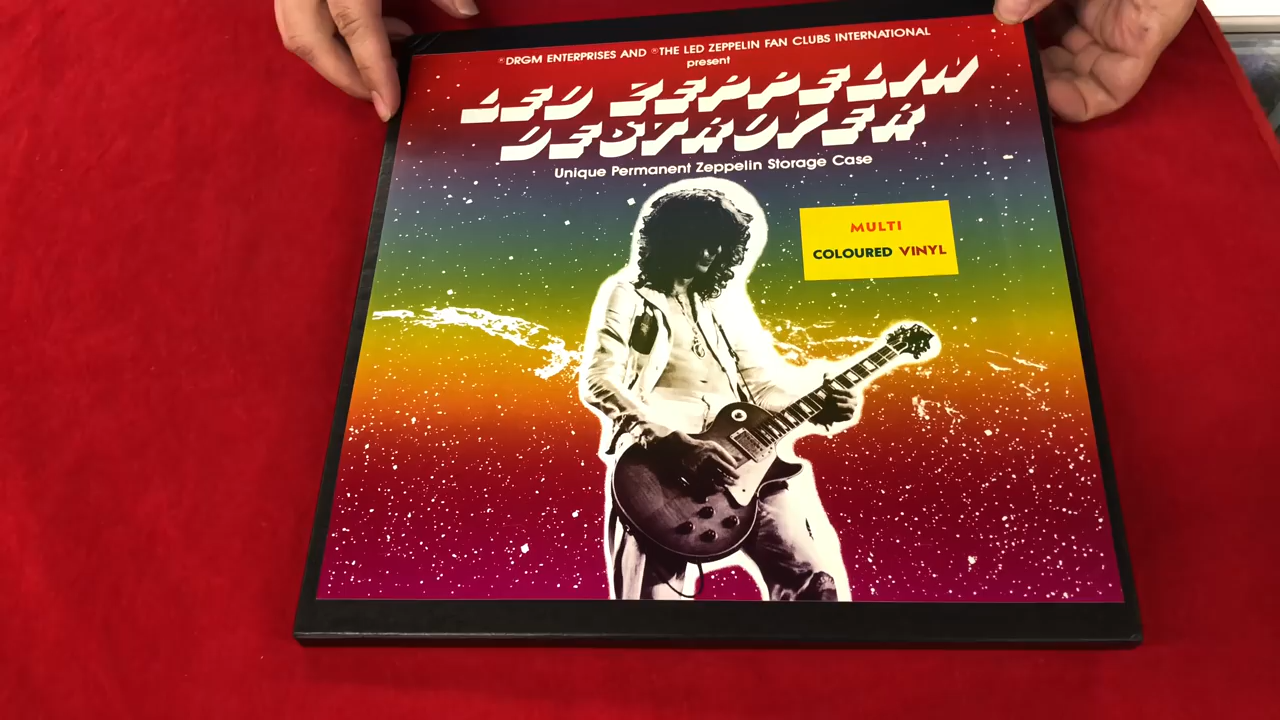 ®DRGM ENTERPRISES AND ®THE LED ZEPPELIN FAN CLUBS INTERNATIONAL
present
LED ZEPPELIN
DESTROYER
Unique Permanent Zeppelin Storage Case
MULTI
COLOURED VINYL